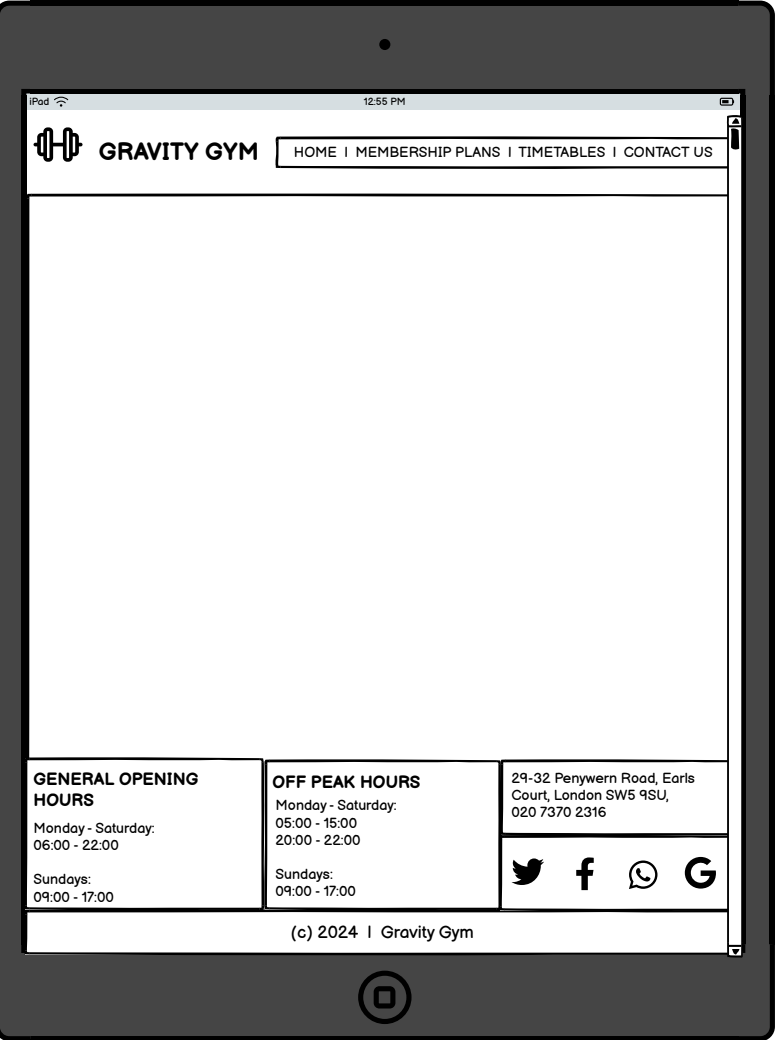 iPad 12:55 PM
GRAVITY GYM
HOME | MEMBERSHIP PLANS | TIMETABLES | CONTACT US
GENERAL OPENING
HOURS
Monday - Saturday:
06:00 - 22:00
Sundays:
09:00 - 17:00
OFF PEAK HOURS
Monday - Saturday:
05:00 - 15:00
20:00 - 22:00
Sundays:
09:00 - 17:00
29-32 Penywern Road, Earls
Court, London SW5 9SU,
020 7370 2316
(c) 2024 | Gravity Gym